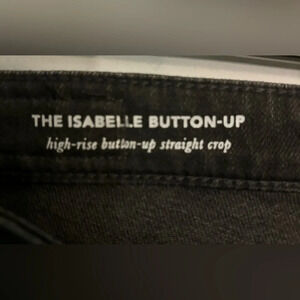 THE ISABELLE BUTTON-UP
high-rise button-up straight crop